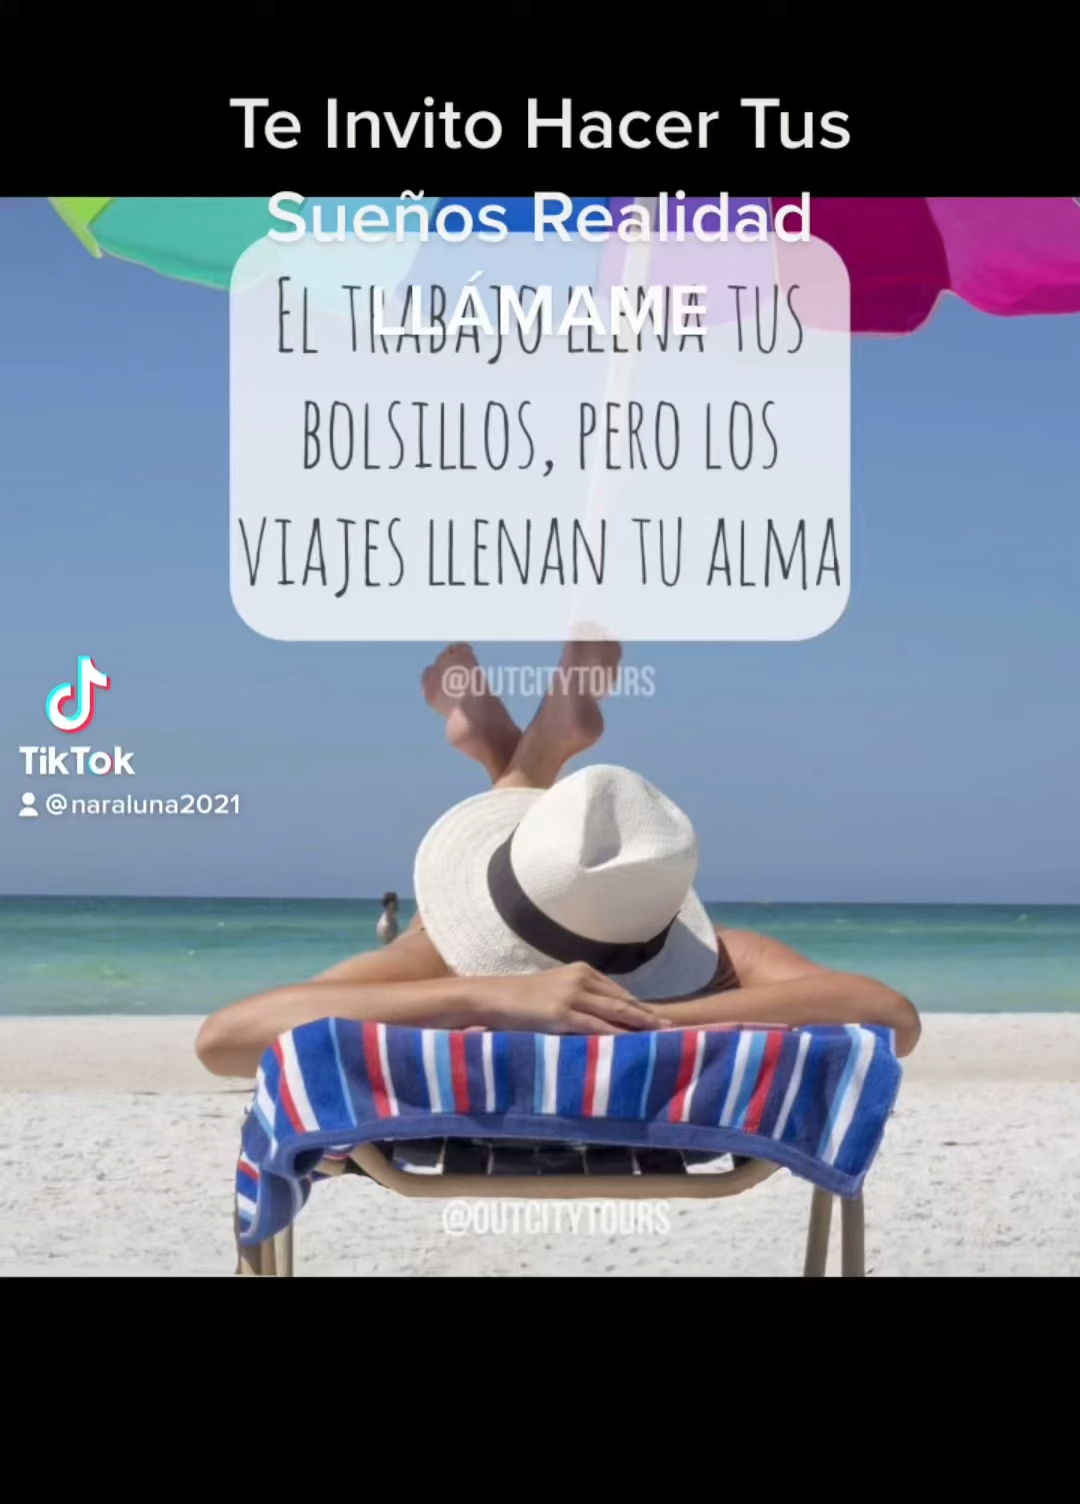 Te Invito Hacer Tus
Sueños Realidad
LLÁMAME
EL TRABAJO LLENA TUS
BOLSILLOS, PERO LOS
VIAJES LLENAN TU ALMA
@OUTCITYTOURS
TikTok
@naraluna2021
@OUTCITYTOURS